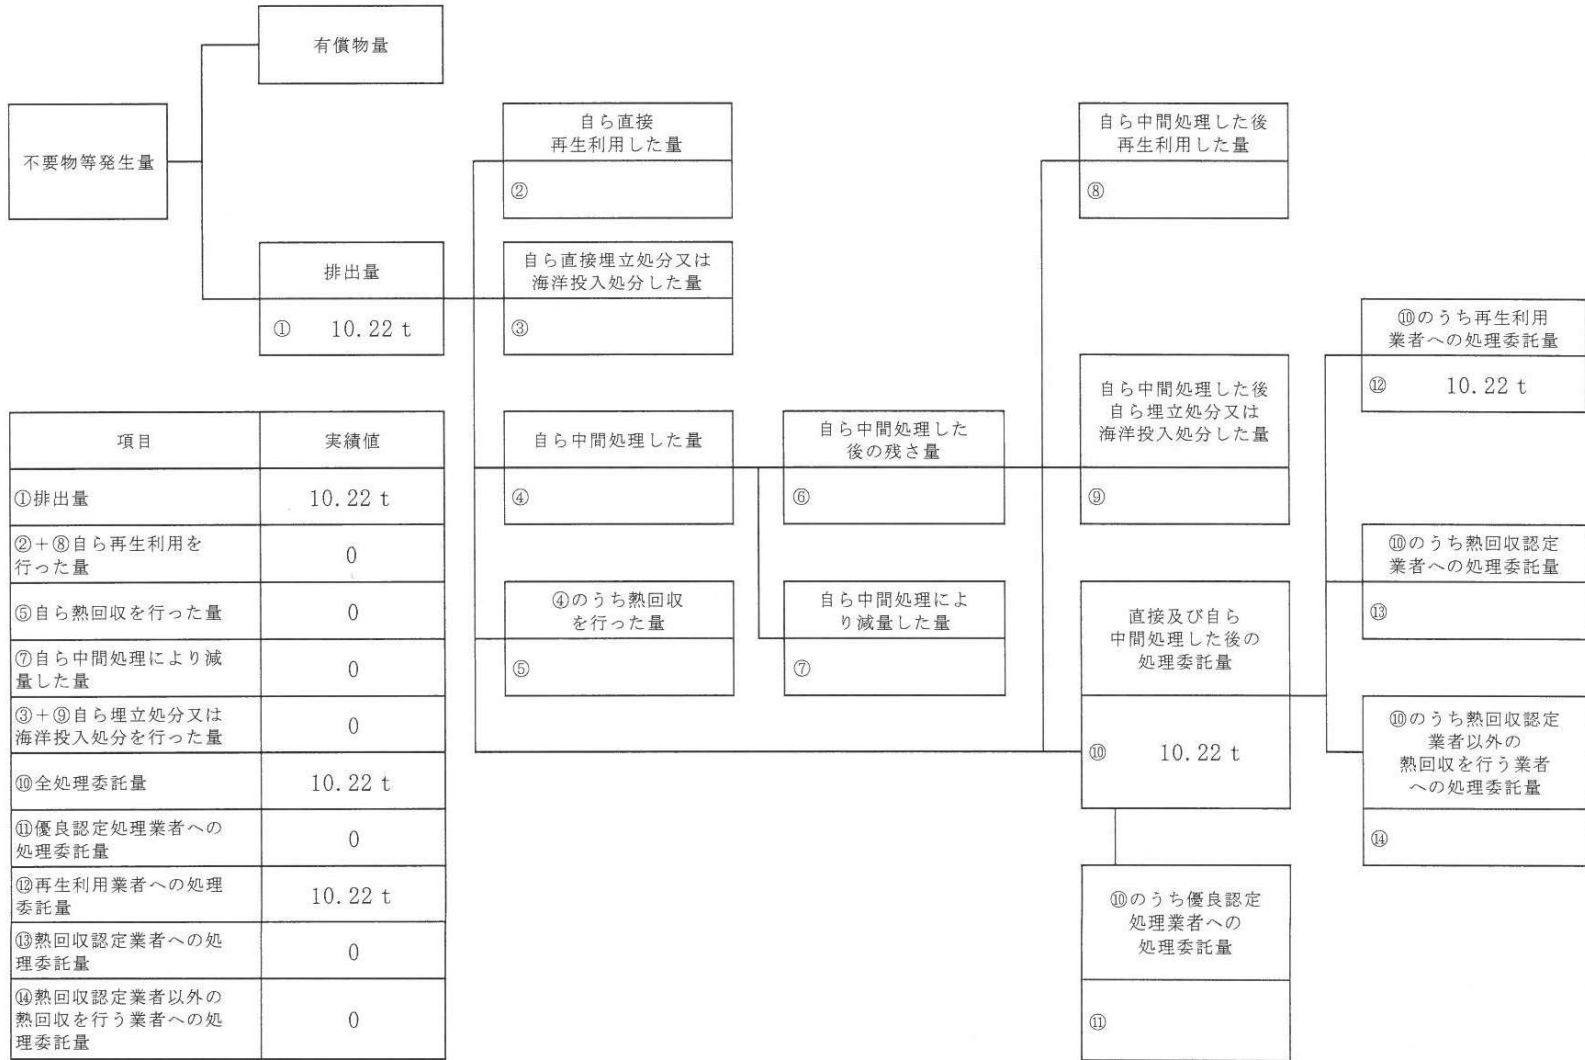 有償物量
不要物等発生量
排出量
① 10.22 t
自ら直接
再生利用した量
②
自ら直接埋立処分又は
海洋投入処分した量
③
自ら中間処理した量
④
④のうち熱回収
を行った量
⑤
自ら中間処理した
後の残さ量
⑥
自ら中間処理によ
り減量した量
⑦
自ら中間処理した後
再生利用した量
⑧
自ら中間処理した後
自ら埋立処分又は
海洋投入処分した量
⑨
直接及び自ら
中間処理した後の
処理委託量
⑩ 10.22 t
⑩のうち優良認定
処理業者への
処理委託量
⑪
⑩のうち再生利用
業者への処理委託量
⑫ 10.22 t
⑩のうち熱回収認定
業者への処理委託量
⑬
⑩のうち熱回収認定
業者以外の
熱回収を行う業者
への処理委託量
⑭
項目 実績値
①排出量 10.22 t
②+⑧自ら再生利用を
行った量 0
⑤自ら熱回収を行った量 0
⑦自ら中間処理により減
量した量 0
③+⑨自ら埋立処分又は
海洋投入処分を行った量 0
⑩全処理委託量 10.22 t
⑪優良認定処理業者への
処理委託量 0
⑫再生利用業者への処理
委託量 10.22 t
⑬熱回収認定業者への処
理委託量 0
⑭熱回収認定業者以外の
熱回収を行う業者への処
理委託量 0